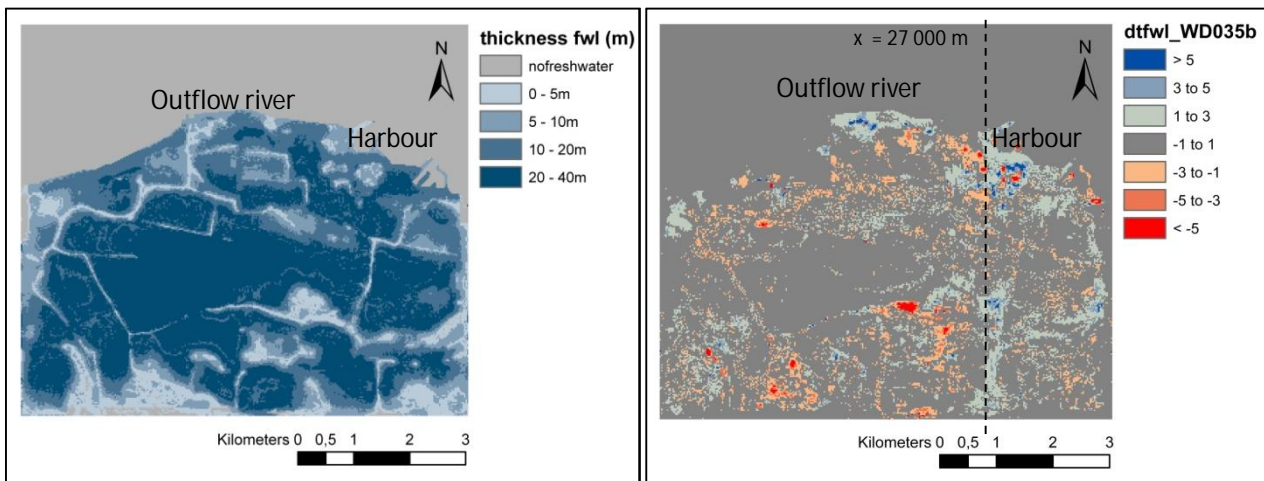 thickness fwl (m)
nofreshwater
0 - 5m
5 - 10m
10 - 20m
20 - 40m
N
Outflow river
Harbour
Kilometers 0 0,5 1 2 3
x = 27 000 m
dtfwl_WD035b
> 5
3 to 5
1 to 3
-1 to 1
-3 to -1
-5 to -3
< -5
N
Outflow river
Harbour
Kilometers 0 0,5 1 2 3